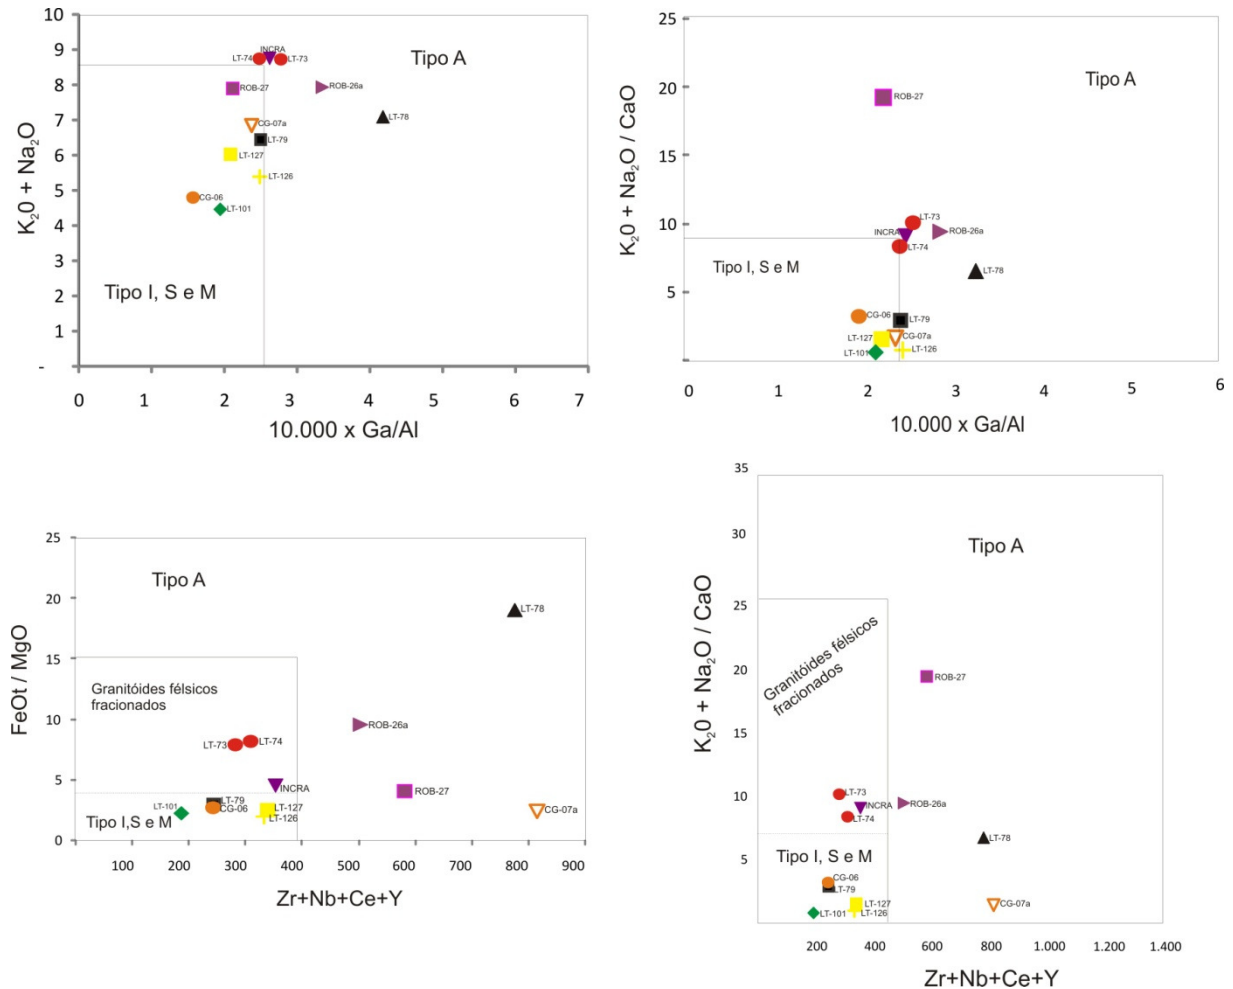 10
9
8
7
6
5
4
3
2
1
-
K₂0 + Na₂O
INCRA
LT-74
LT-73
Tipo A
ROB-27
ROB-26a
LT-78
CG-07a
LT-79
LT-127
LT-126
CG-06
LT-101
Tipo I, S e M
0 1 2 3 4 5 6 7
10.000 x Ga/Al
25
20
15
10
5
K₂0 + Na₂O / CaO
Tipo A
ROB-27
LT-73
INCRA
ROB-26a
LT-74
Tipo I, S e M
LT-78
CG-06
LT-79
LT-127
CG-07a
LT-101
LT-126
0 1 2 3 4 5 6
10.000 x Ga/Al
25
20
15
10
5
0
FeOt / MgO
Tipo A
LT-78
Granitóides félsicos
fracionados
ROB-26a
LT-73
LT-74
INCRA
ROB-27
LT-79
LT-101
CG-06
LT-127
LT-126
CG-07a
Tipo I,S e M
100 200 300 400 500 600 700 800 900
Zr+Nb+Ce+Y
35
30
25
20
15
10
5
K₂0 + Na₂O / CaO
Tipo A
Granitóides félsicos
fracionados
ROB-27
LT-73
INCRA
ROB-26a
LT-74
LT-78
Tipo I, S e M
CG-06
LT-79
LT-127
LT-101
LT-126
CG-07a
200 400 600 800 1.000 1.200 1.400
Zr+Nb+Ce+Y